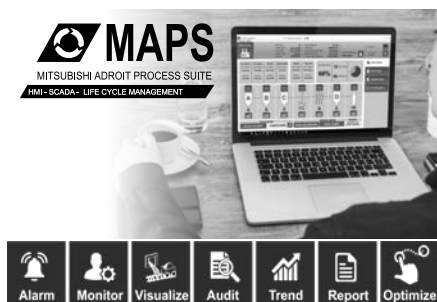 MAPS
MITSUBISHI ADROIT PROCESS SUITE
HMI - SCADA - LIFE CYCLE MANAGEMENT
A
B
C
D
Alarm
Monitor
Visualize
Audit
Trend
Report
Optimize